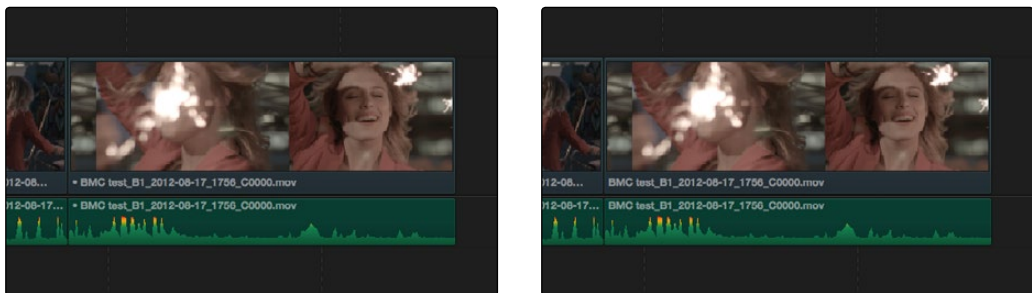 012-08...
• BMC test_B1_2012-08-17_1756_C0000.mov
012-08-17...
• BMC test_B1_2012-08-17_1756_C0000.mov
012-08...
BMC test_B1_2012-08-17_1756_C0000.mov
012-08-17...
BMC test_B1_2012-08-17_1756_C0000.mov